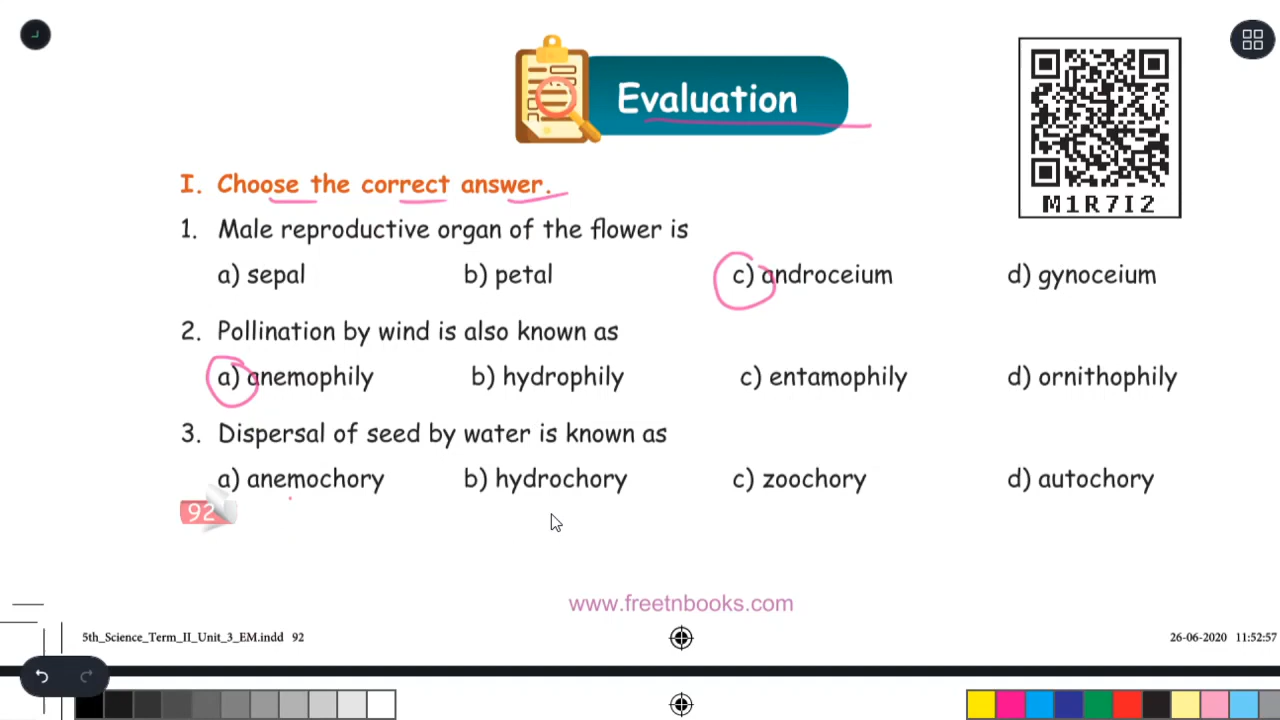 Evaluation
M1R7I2
I. Choose the correct answer.
1. Male reproductive organ of the flower is
a) sepal b) petal c) androceium d) gynoceium
2. Pollination by wind is also known as
a) anemophily b) hydrophily c) entamophily d) ornithophily
3. Dispersal of seed by water is known as
a) anemochory b) hydrochory c) zoochory d) autochory
92
www.freetnbooks.com
5th_Science_Term_II_Unit_3_EM.indd 92 26-06-2020 11:52:57